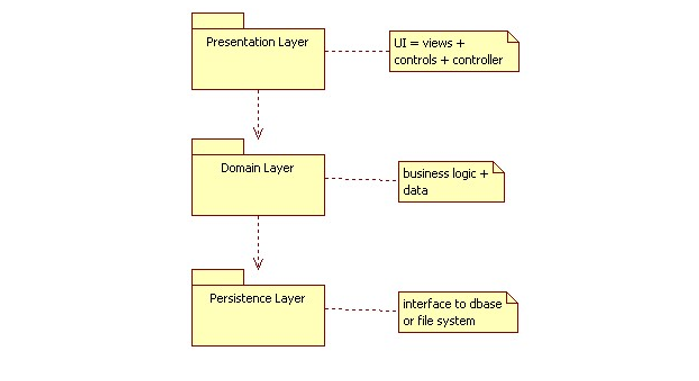 Presentation Layer
UI = views +
controls + controller
Domain Layer
business logic +
data
Persistence Layer
interface to dbase
or file system